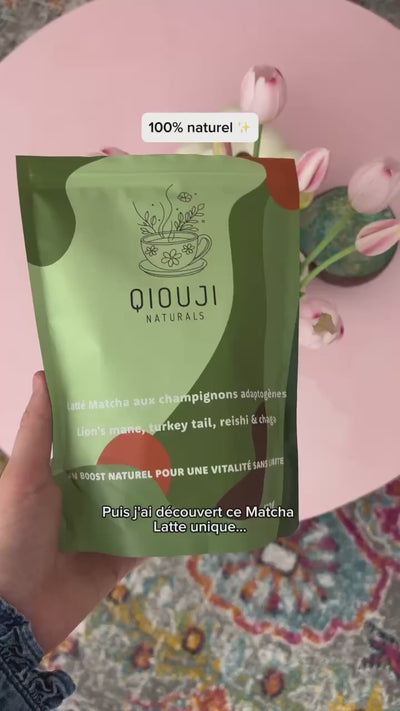 100% naturel ✨
QIOUJI
NATURALS
Latté Matcha aux champignons adaptogènes
Lion's mane, turkey tail, reishi & chaga
BOOST NATUREL POUR UNE VITALITÉ SANS LIMITE
Puis j'ai découvert ce Matcha
Latte unique...